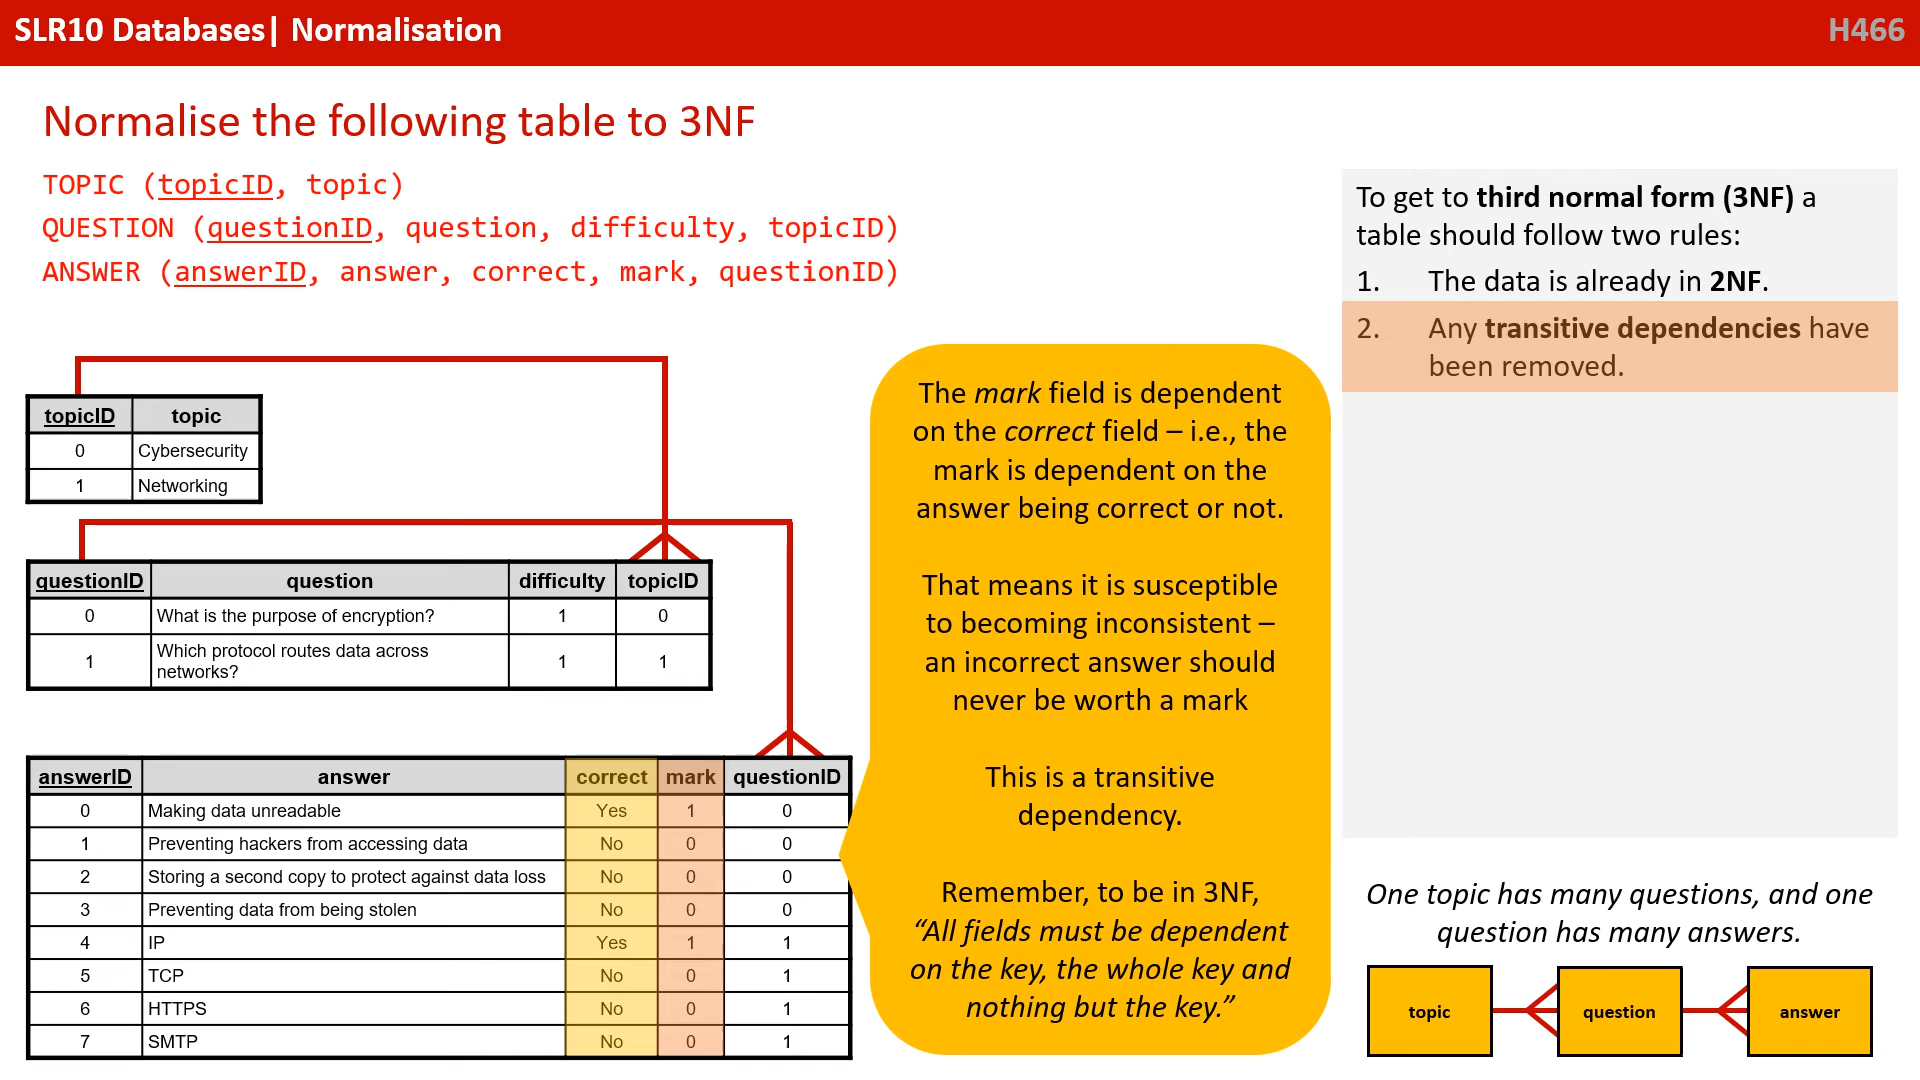 SLR10 Databases| Normalisation
H466
Normalise the following table to 3NF
TOPIC (topicID, topic)
QUESTION (questionID, question, difficulty, topicID)
ANSWER (answerID, answer, correct, mark, questionID)
topicID topic
0 Cybersecurity
1 Networking
questionID question difficulty topicID
0 What is the purpose of encryption? 1 0
1 Which protocol routes data across
networks? 1 1
answerID answer correct mark questionID
0 Making data unreadable Yes 1 0
1 Preventing hackers from accessing data No 0 0
2 Storing a second copy to protect against data loss No 0 0
3 Preventing data from being stolen No 0 0
4 IP Yes 1 1
5 TCP No 0 1
6 HTTPS No 0 1
7 SMTP No 0 1
The mark field is dependent
on the correct field – i.e., the
mark is dependent on the
answer being correct or not.
That means it is susceptible
to becoming inconsistent –
an incorrect answer should
never be worth a mark
This is a transitive
dependency.
Remember, to be in 3NF,
“All fields must be dependent
on the key, the whole key and
nothing but the key.”
To get to third normal form (3NF) a
table should follow two rules:
1. The data is already in 2NF.
2. Any transitive dependencies have
been removed.
One topic has many questions, and one
question has many answers.
topic question answer